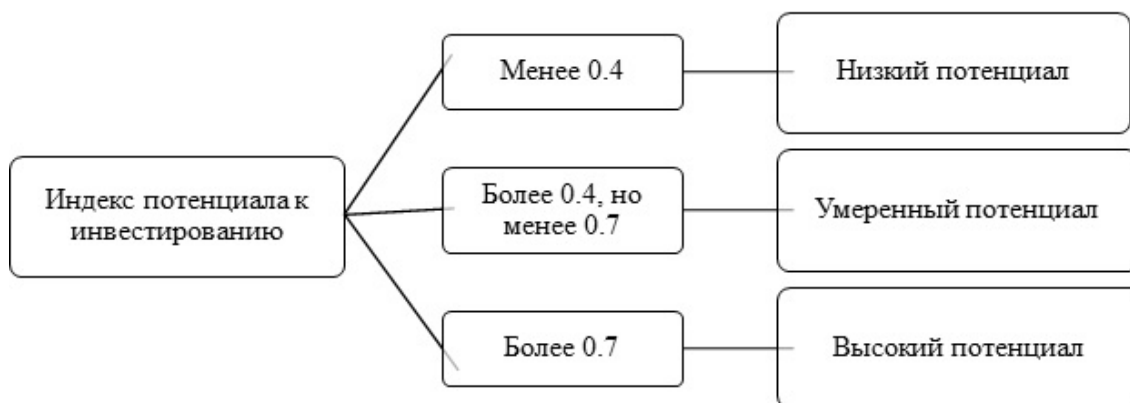 Индекс потенциала к
инвестированию
Менее 0.4
Низкий потенциал
Более 0.4, но
менее 0.7
Умеренный потенциал
Более 0.7
Высокий потенциал